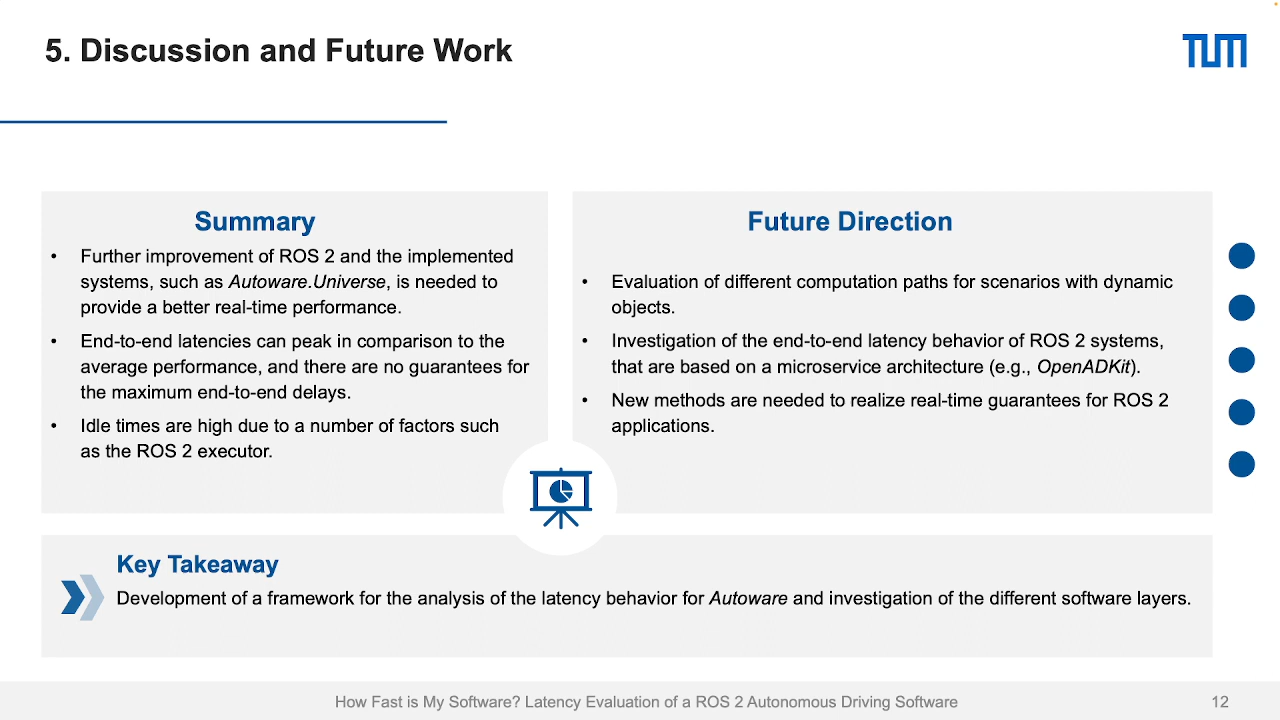 5. Discussion and Future Work
TUM
Summary
• Further improvement of ROS 2 and the implemented
systems, such as Autoware.Universe, is needed to
provide a better real-time performance.
• End-to-end latencies can peak in comparison to the
average performance, and there are no guarantees for
the maximum end-to-end delays.
• Idle times are high due to a number of factors such
as the ROS 2 executor.
Future Direction
• Evaluation of different computation paths for scenarios with dynamic
objects.
• Investigation of the end-to-end latency behavior of ROS 2 systems,
that are based on a microservice architecture (e.g., OpenADKit).
• New methods are needed to realize real-time guarantees for ROS 2
applications.
Key Takeaway
Development of a framework for the analysis of the latency behavior for Autoware and investigation of the different software layers.
How Fast is My Software? Latency Evaluation of a ROS 2 Autonomous Driving Software
12